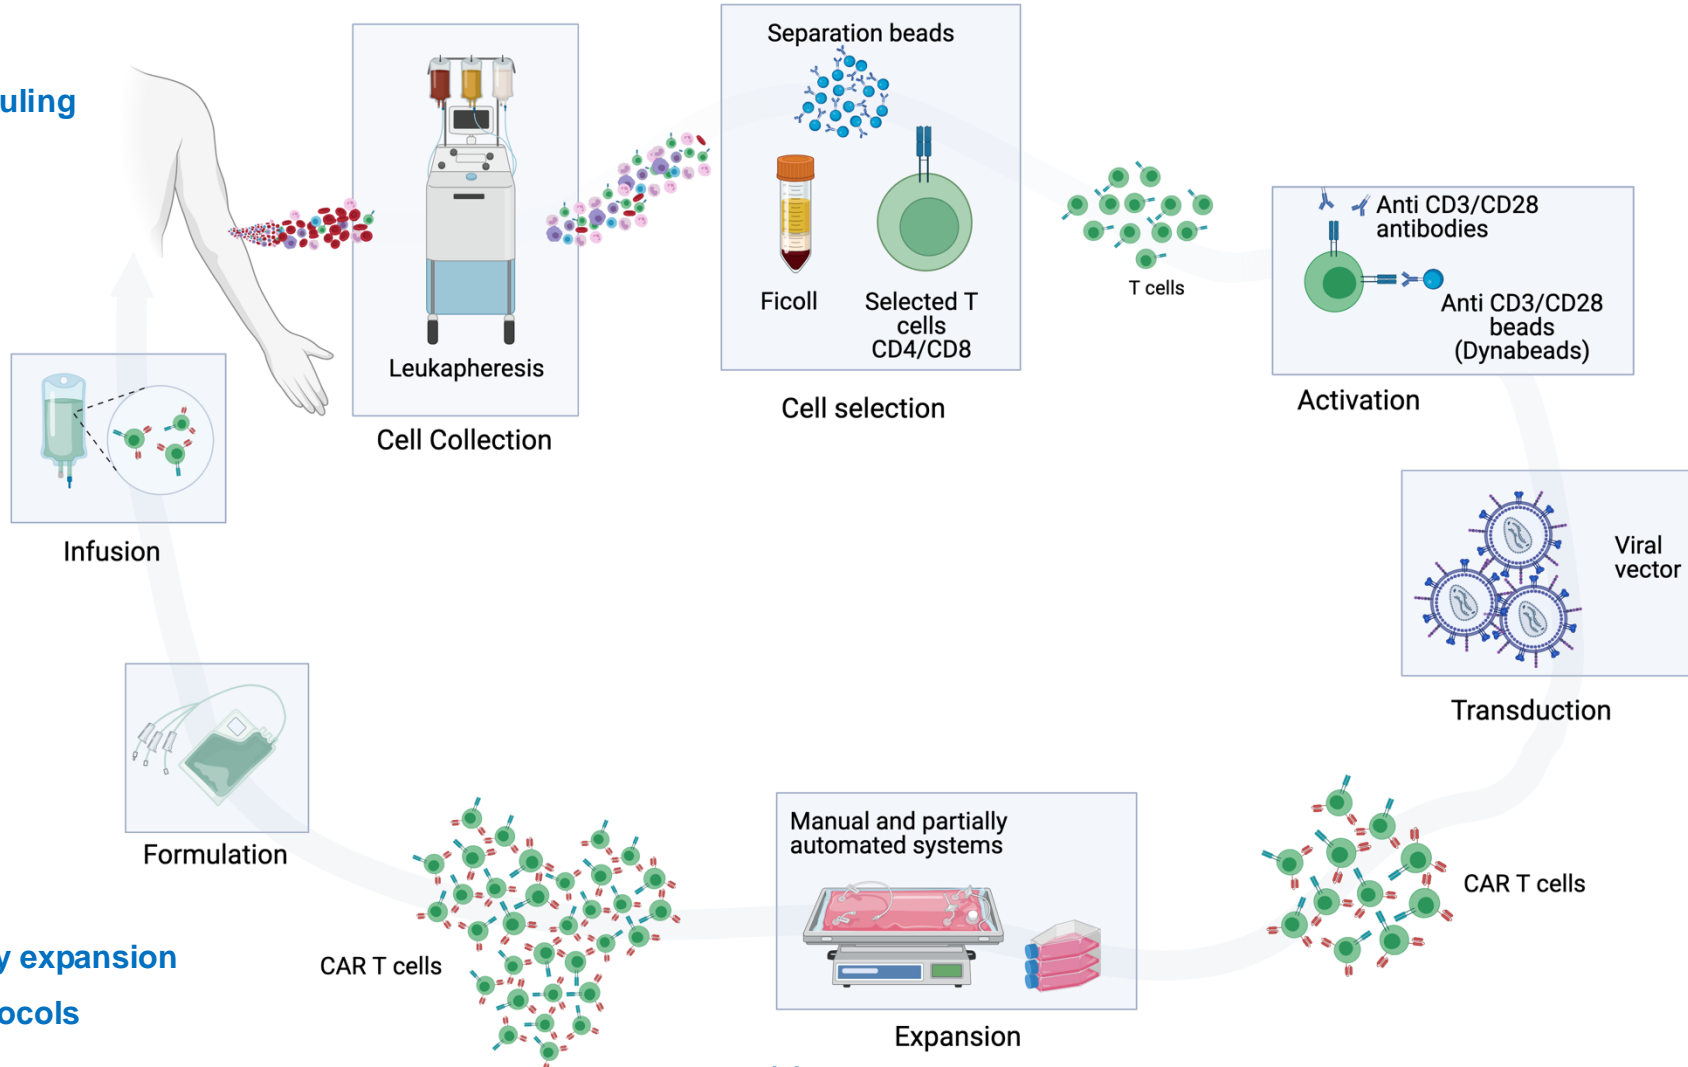 uling
Separation beads
Leukapheresis
Cell Collection
Ficoll
Selected T
cells
CD4/CD8
Cell selection
T cells
Anti CD3/CD28
antibodies
Anti CD3/CD28
beads
(Dynabeads)
Activation
Viral
vector
Transduction
CAR T cells
Manual and partially
automated systems
Expansion
CAR T cells
Formulation
Infusion
y expansion
ocols